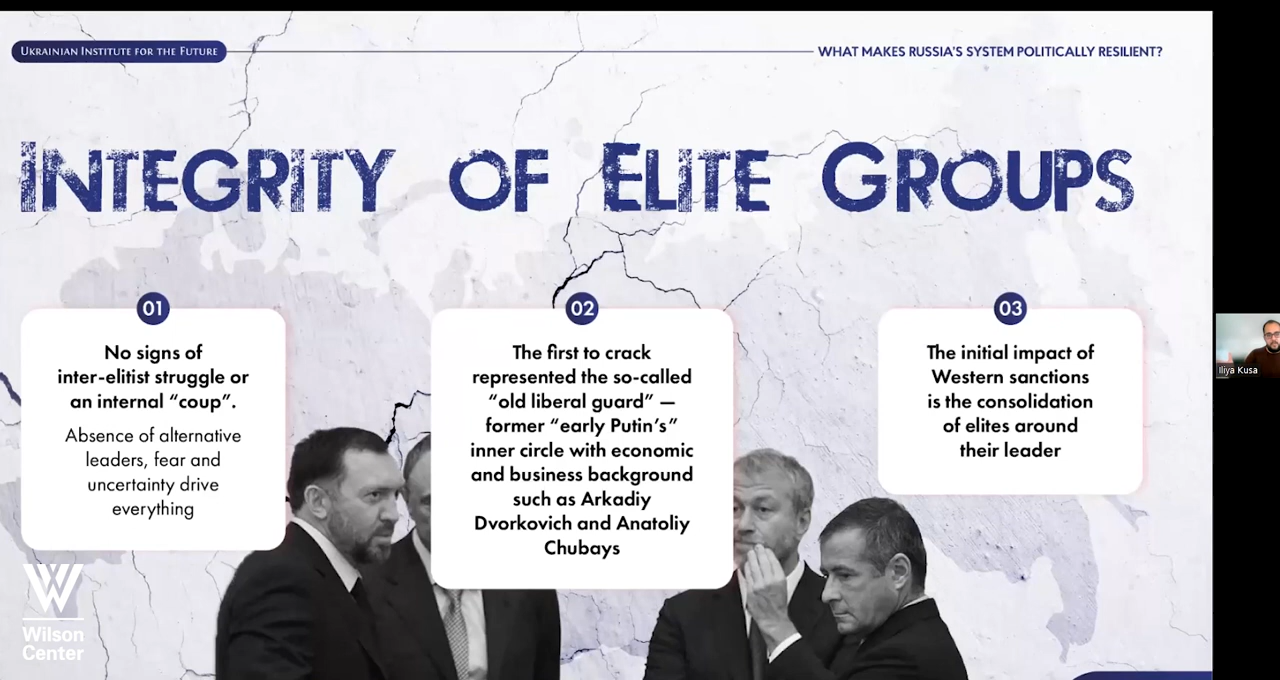 UKRAINIAN INSTITUTE FOR THE FUTURE
WHAT MAKES RUSSIA'S SYSTEM POLITICALLY RESILIENT?
INTEGRITY OF ELITE GROUPS
01
No signs of
inter-elitist struggle or
an internal “coup”.
Absence of alternative
leaders, fear and
uncertainty drive
everything
02
The first to crack
represented the so-called
“old liberal guard” —
former “early Putin’s”
inner circle with economic
and business background
such as Arkadiy
Dvorkovich and Anatoliy
Chubays
03
The initial impact of
Western sanctions
is the consolidation
of elites around
their leader
Iliya Kusa
Wilson
Center